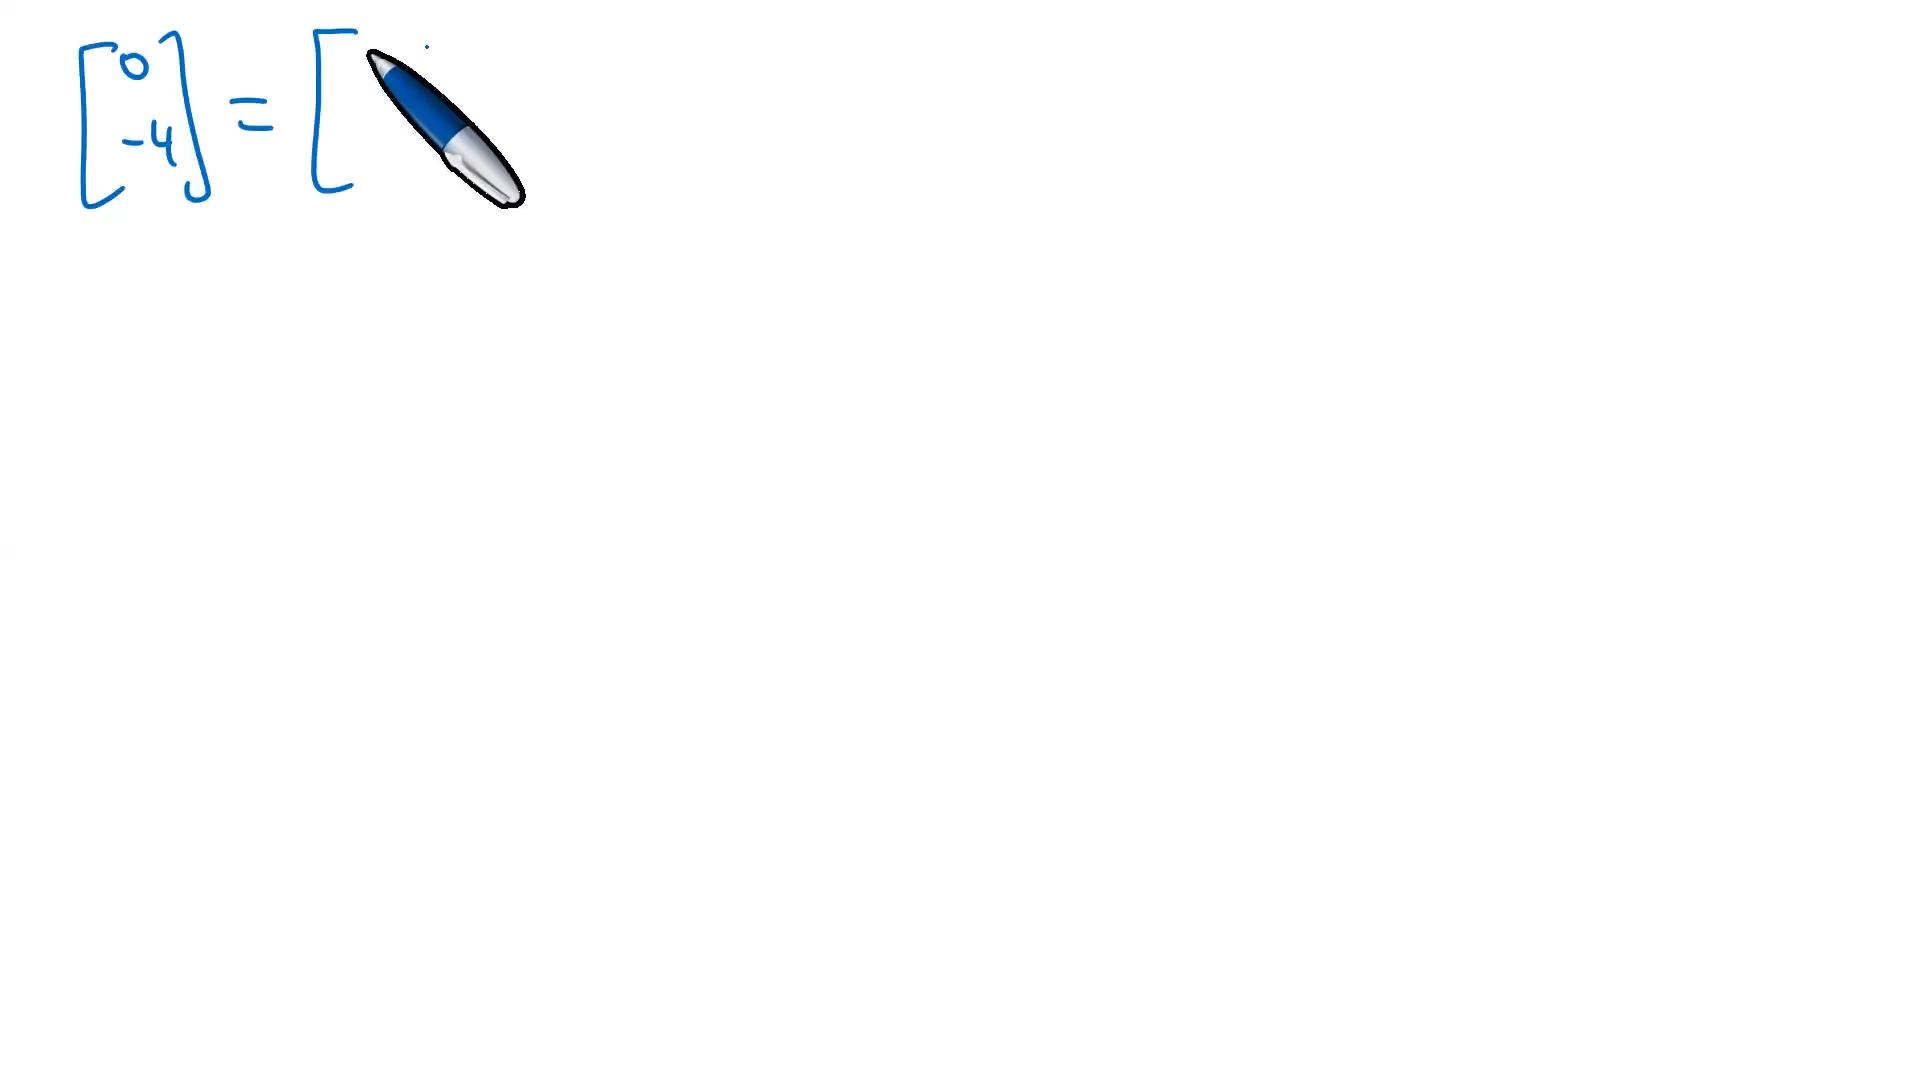 [0
-4] = [